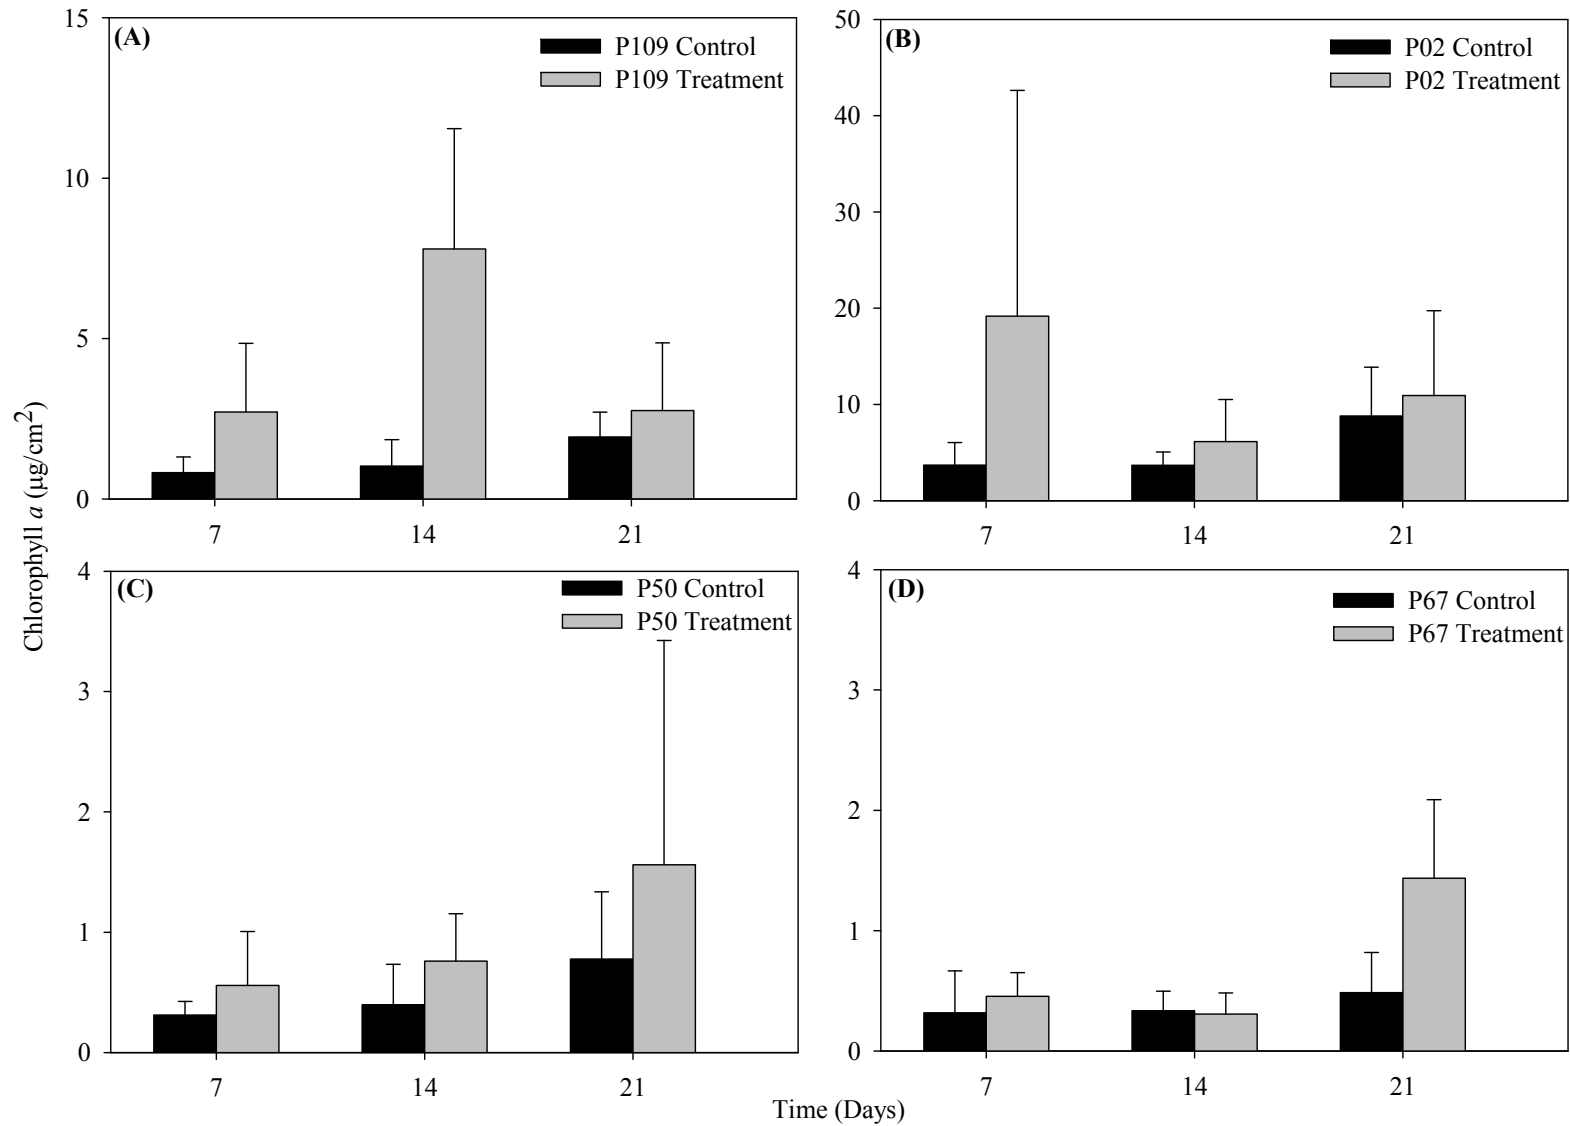 (A)
P109 Control
P109 Treatment
15
10
5
0
7 14 21
(B)
P02 Control
P02 Treatment
50
40
30
20
10
0
7 14 21
Chlorophyll a (µg/cm²)
(C)
P50 Control
P50 Treatment
4
3
2
1
0
7 14 21
(D)
P67 Control
P67 Treatment
4
3
2
1
0
7 14 21
Time (Days)